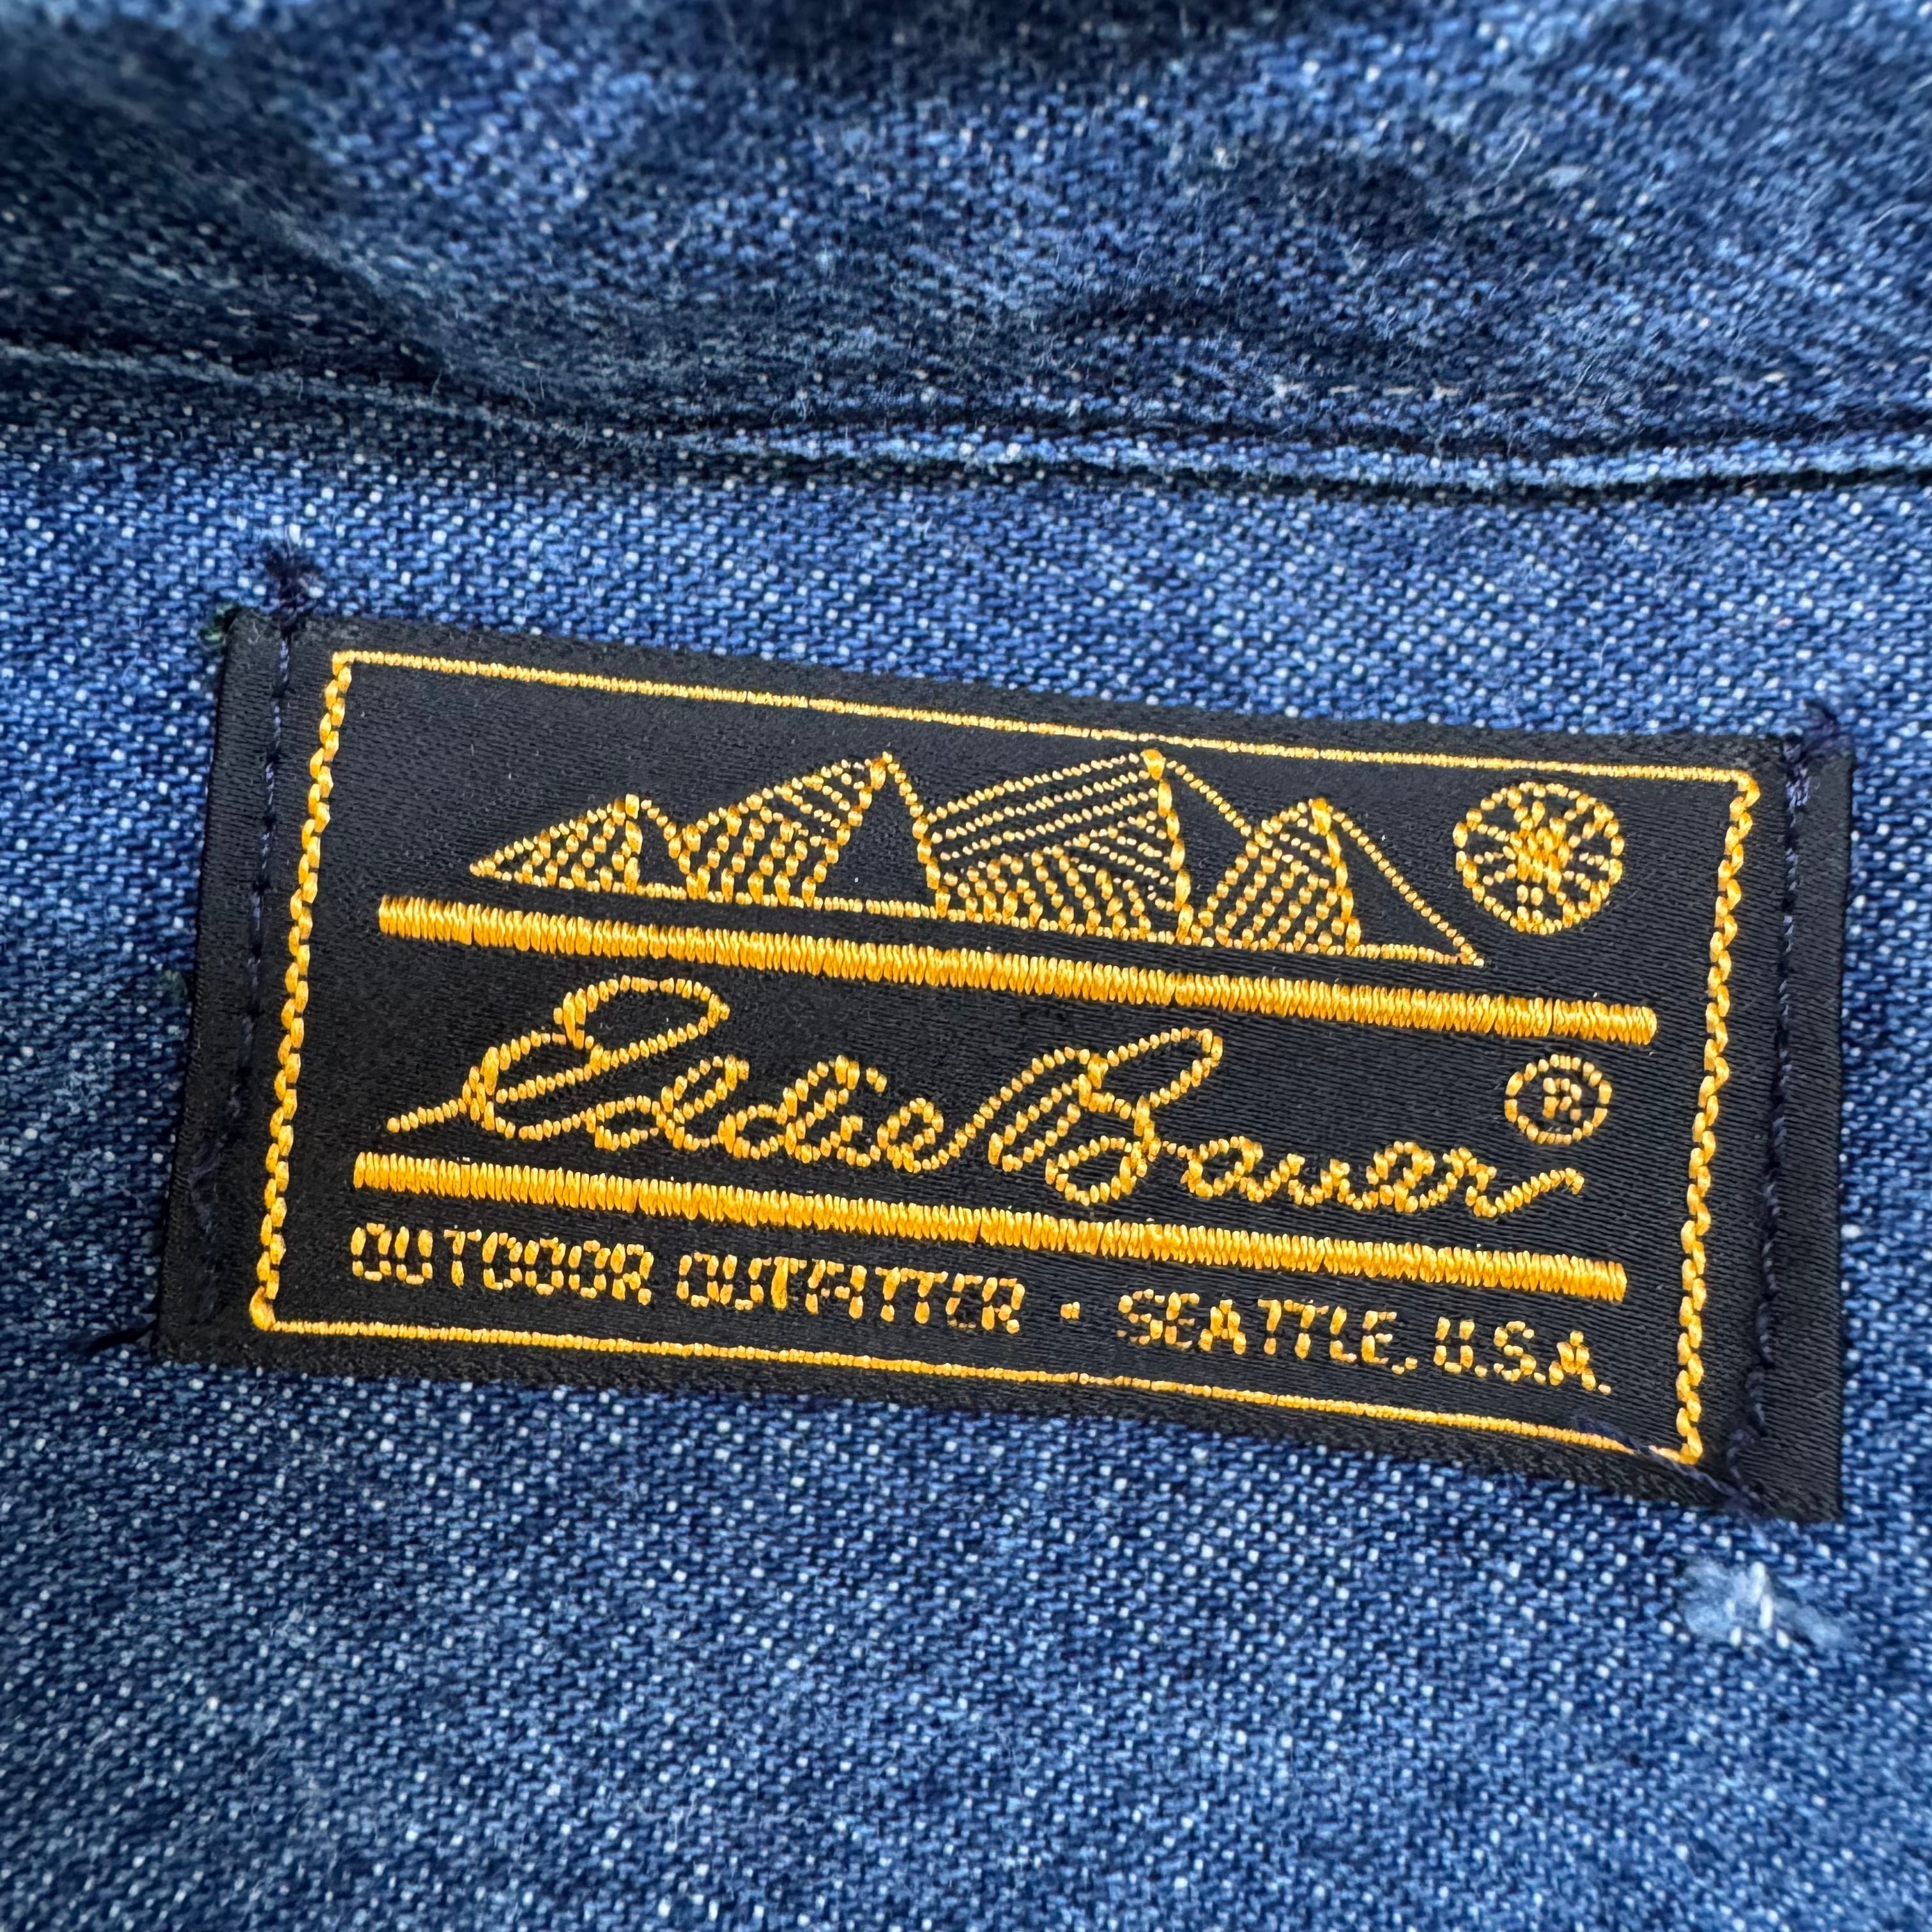 Eddie Bauer ®
OUTDOOR OUTFITTER · SEATTLE, U.S.A.